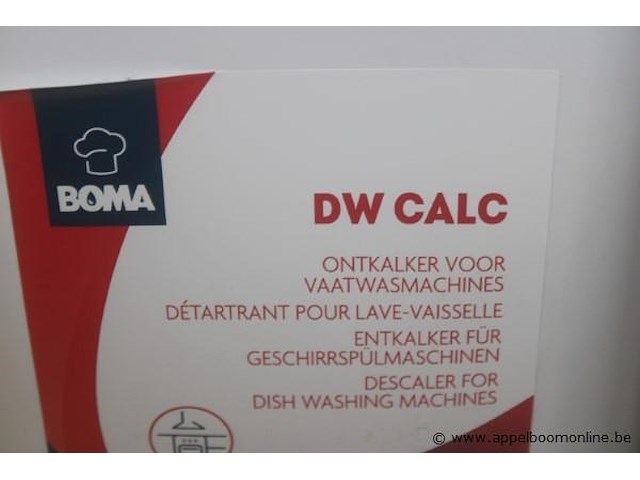 BOMA
DW CALC
ONTKALKER VOOR
VAATWASMACHINES
DÉTARTRANT POUR LAVE-VAISSELLE
ENTKALKER FÜR
GESCHIRRSPÜLMASCHINEN
DESCALER FOR
DISH WASHING MACHINES
© www.appelboomonline.be